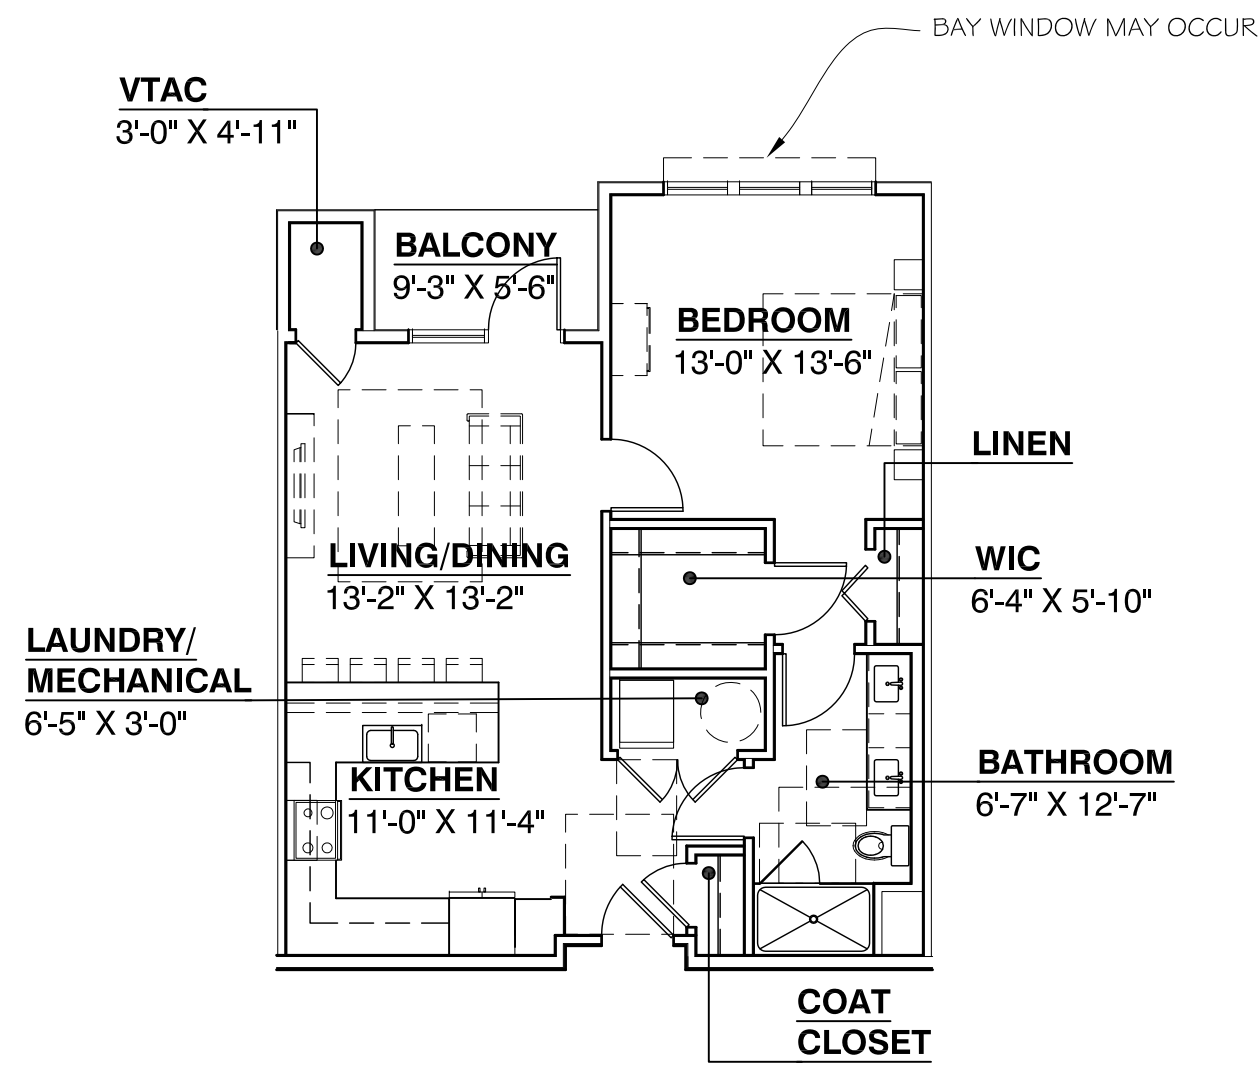 BAY WINDOW MAY OCCUR
VTAC
3'-0" X 4'-11"
BALCONY
9'-3" X 5'-6"
BEDROOM
13'-0" X 13'-6"
LINEN
LIVING/DINING
13'-2" X 13'-2"
WIC
6'-4" X 5'-10"
LAUNDRY/
MECHANICAL
6'-5" X 3'-0"
KITCHEN
11'-0" X 11'-4"
BATHROOM
6'-7" X 12'-7"
COAT
CLOSET